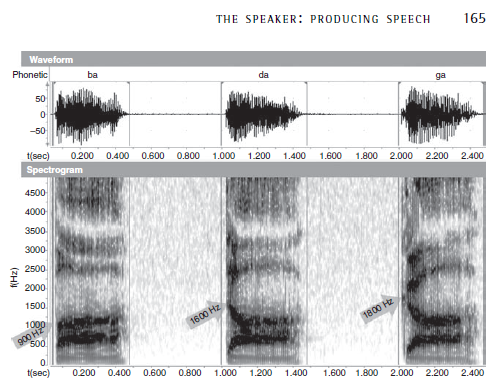 THE SPEAKER: PRODUCING SPEECH 165
Waveform
Phonetic ba da ga
50
0
−50
t(sec) 0.200 0.400 0.600 0.800 1.000 1.200 1.400 1.600 1.800 2.000 2.200 2.400
Spectrogram
4500
4000
3500
3000
2500
2000
1500
1000
500
0
f(Hz)
900 Hz
1600 Hz
1800 Hz
t(sec) 0.200 0.400 0.600 0.800 1.000 1.200 1.400 1.600 1.800 2.000 2.200 2.400